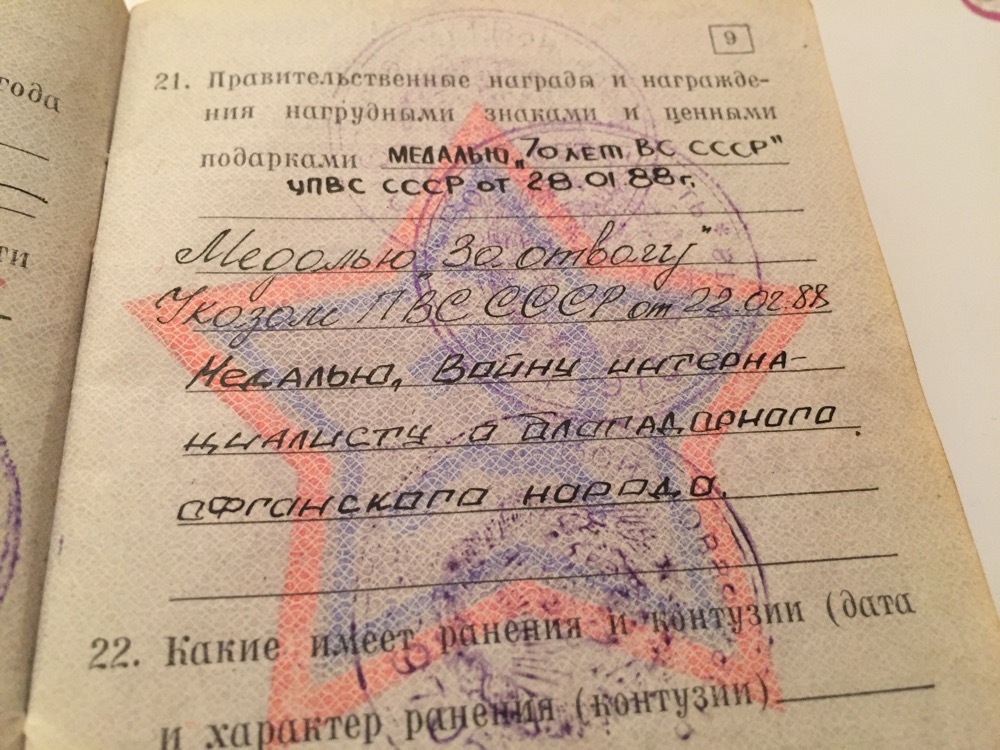 года
ти
9
21. Правительственные награды и награжде-
ния нагрудными знаками и ценными
подарками МЕДАЛЬЮ „70 ЛЕТ ВС СССР"
УПВС СССР от 28.01.88 г.
Медалью „За отвагу"
Указом ПВС СССР от 22.02.88
Медалью „ Войну интерна-
циалисту о благадарного
афганского народа.
22. Какие имеет ранения и контузии (дата
и характер ранения (контузии)